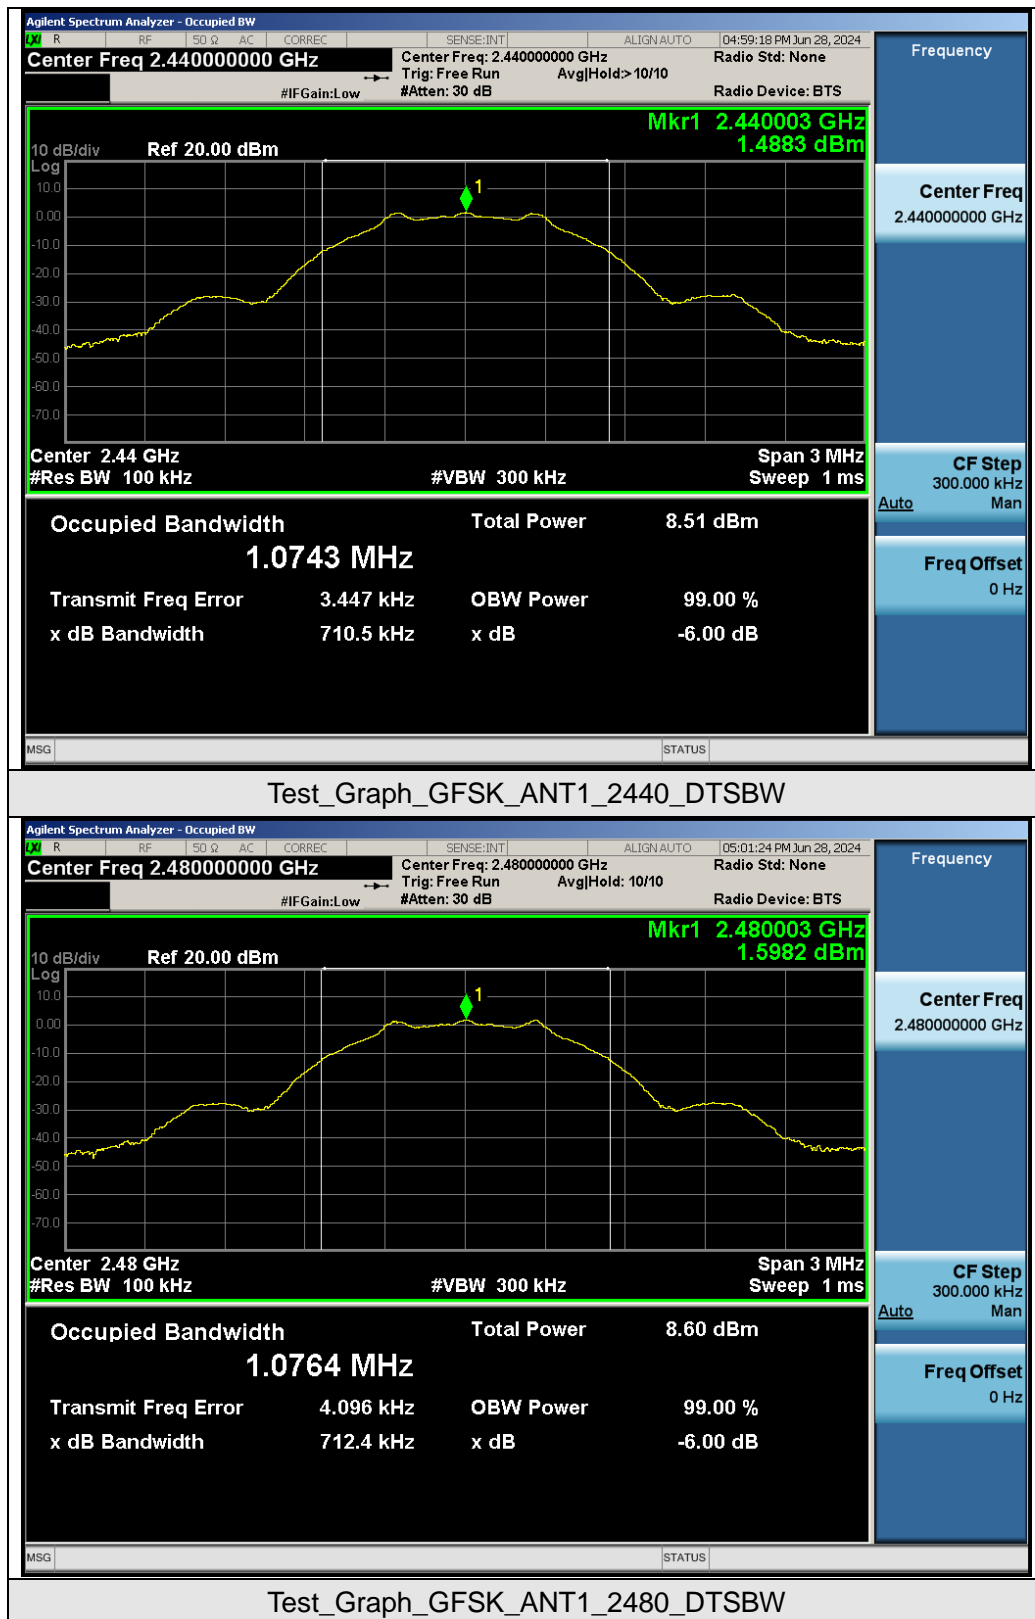 Agilent Spectrum Analyzer - Occupied BW
LXI R RF 50 Ω AC CORREC SENSE:INT ALIGN AUTO 04:59:18 PM Jun 28, 2024
Center Freq 2.440000000 GHz
Center Freq: 2.440000000 GHz Radio Std: None
Trig: Free Run Avg|Hold:> 10/10
#IFGain:Low #Atten: 30 dB Radio Device: BTS
Frequency
Mkr1 2.440003 GHz
1.4883 dBm
10 dB/div Ref 20.00 dBm
Log
10.0
0.00
-10.0
-20.0
-30.0
-40.0
-50.0
-60.0
-70.0
1
Center 2.44 GHz Span 3 MHz
#Res BW 100 kHz #VBW 300 kHz Sweep 1 ms
Center Freq
2.440000000 GHz
CF Step
300.000 kHz
Auto Man
Freq Offset
0 Hz
Occupied Bandwidth Total Power 8.51 dBm
1.0743 MHz
Transmit Freq Error 3.447 kHz OBW Power 99.00 %
x dB Bandwidth 710.5 kHz x dB -6.00 dB
MSG STATUS
Test_Graph_GFSK_ANT1_2440_DTSBW
Agilent Spectrum Analyzer - Occupied BW
LXI R RF 50 Ω AC CORREC SENSE:INT ALIGN AUTO 05:01:24 PM Jun 28, 2024
Center Freq 2.480000000 GHz
Center Freq: 2.480000000 GHz Radio Std: None
Trig: Free Run Avg|Hold: 10/10
#IFGain:Low #Atten: 30 dB Radio Device: BTS
Frequency
Mkr1 2.480003 GHz
1.5982 dBm
10 dB/div Ref 20.00 dBm
Log
10.0
0.00
-10.0
-20.0
-30.0
-40.0
-50.0
-60.0
-70.0
1
Center 2.48 GHz Span 3 MHz
#Res BW 100 kHz #VBW 300 kHz Sweep 1 ms
Center Freq
2.480000000 GHz
CF Step
300.000 kHz
Auto Man
Freq Offset
0 Hz
Occupied Bandwidth Total Power 8.60 dBm
1.0764 MHz
Transmit Freq Error 4.096 kHz OBW Power 99.00 %
x dB Bandwidth 712.4 kHz x dB -6.00 dB
MSG STATUS
Test_Graph_GFSK_ANT1_2480_DTSBW